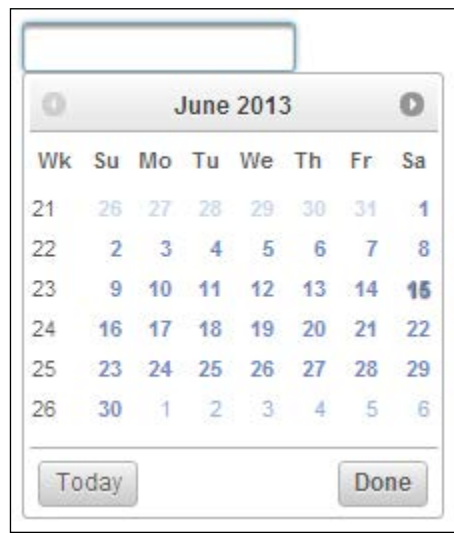 June 2013
Wk Su Mo Tu We Th Fr Sa
21 26 27 28 29 30 31 1
22 2 3 4 5 6 7 8
23 9 10 11 12 13 14 15
24 16 17 18 19 20 21 22
25 23 24 25 26 27 28 29
26 30 1 2 3 4 5 6
Today Done